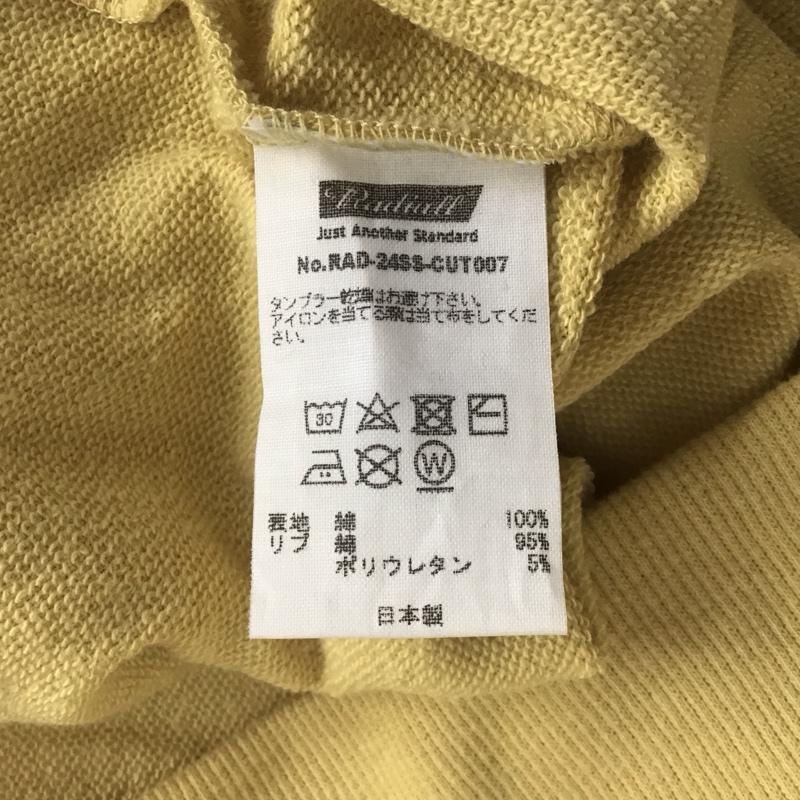 Radiall
Just Another Standard
No.RAD-24SS-CUT007
タンブラー乾燥はお避け下さい。
アイロンを当てる際は当て布をしてくだ
さい。
30
W
表地 綿 100%
リブ 綿 95%
ポリウレタン 5%
日本製